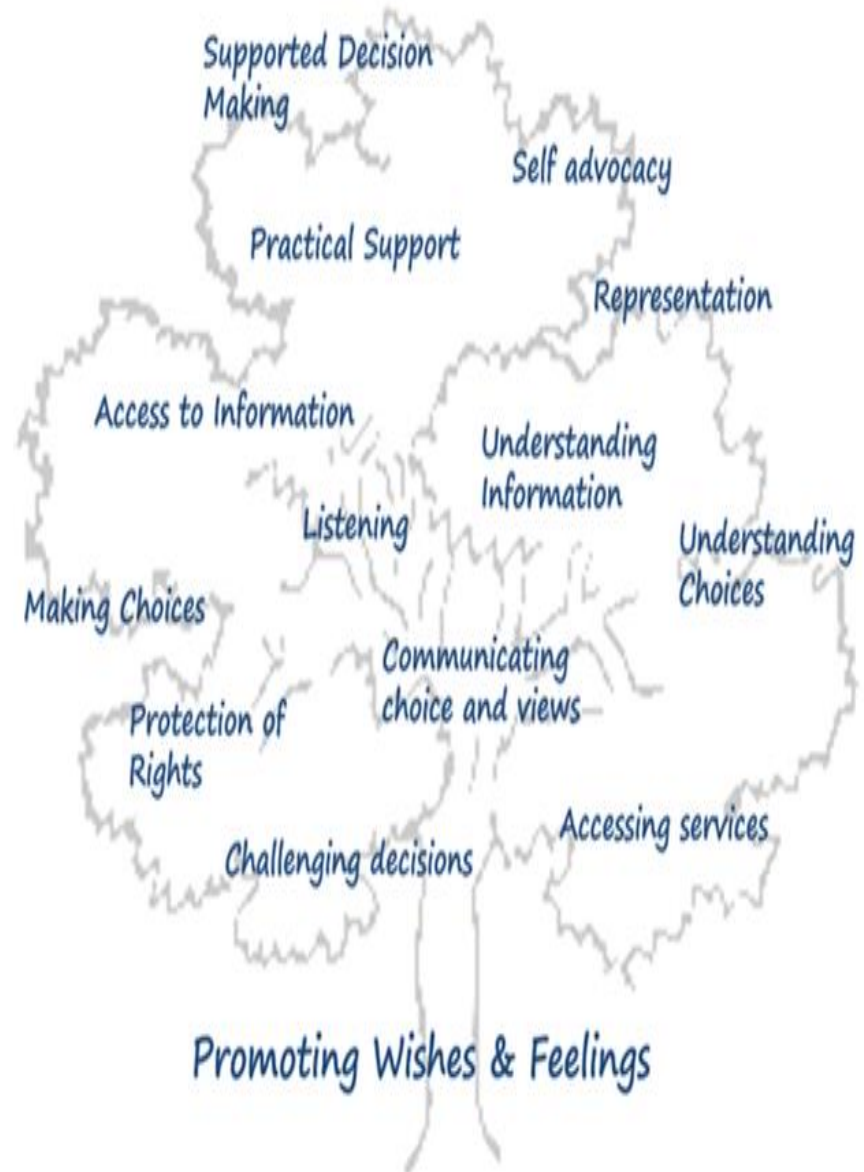 Supported Decision
Making
Self advocacy
Practical Support
Representation
Access to Information
Understanding
Information
Listening
Understanding
Choices
Making Choices
Communicating
choice and views
Protection of
Rights
Accessing services
Challenging decisions
Promoting Wishes & Feelings